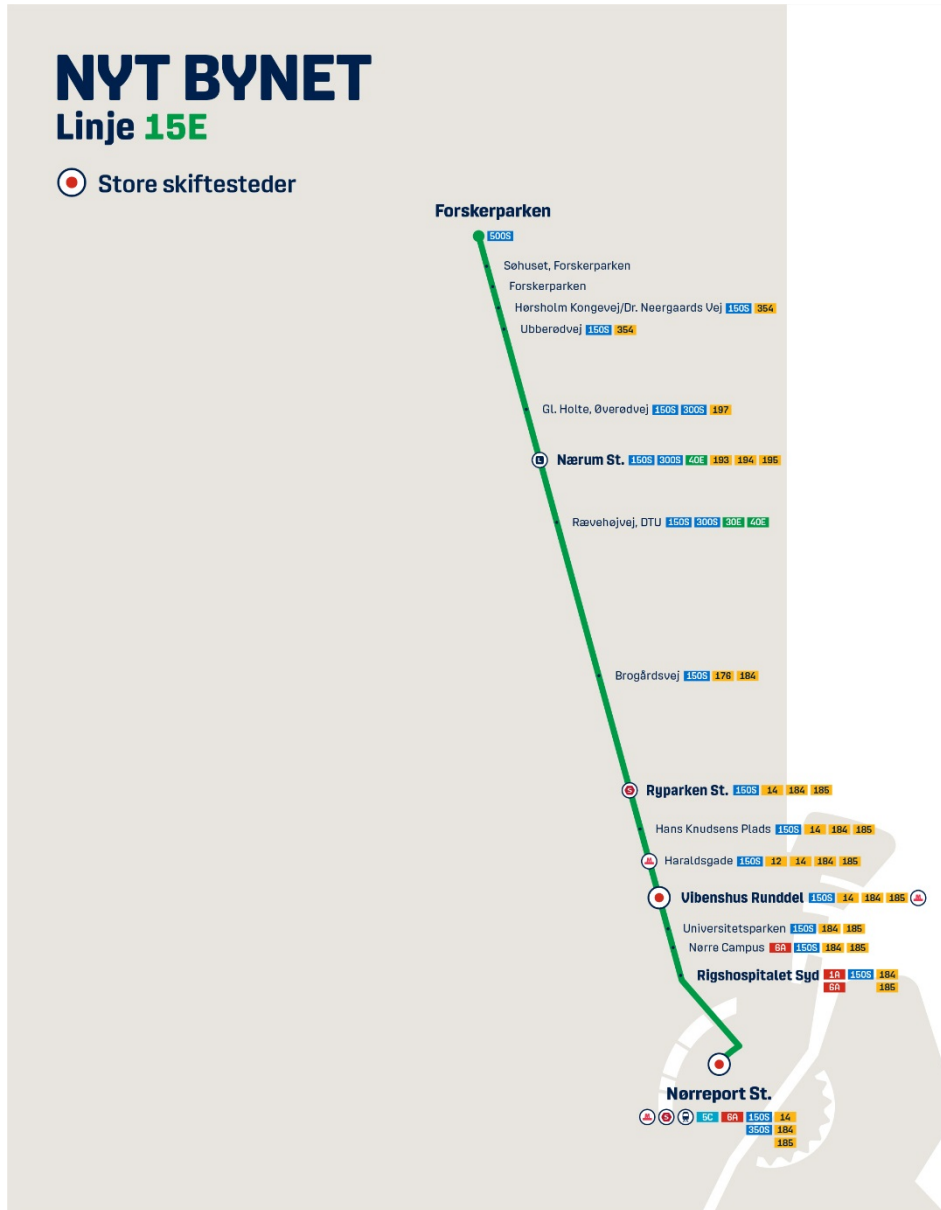 NYT BYNET
Linje 15E
Store skiftesteder
Forskerparken
500S
Søhuset, Forskerparken
Forskerparken
Hørsholm Kongevej/Dr. Neergaards Vej 150S 354
Ubberødvej 150S 354
Gl. Holte, Øverødvej 150S 300S 197
L Nærum St. 150S 300S 40E 193 194 195
Rævehøjvej, DTU 150S 300S 30E 40E
Brogårdsvej 150S 176 184
S Ryparken St. 150S 14 184 185
Hans Knudsens Plads 150S 14 184 185
M Haraldsgade 150S 12 14 184 185
Vibenshus Runddel 150S 14 184 185 M
Universitetsparken 150S 184 185
Nørre Campus 6A 150S 184 185
Rigshospitalet Syd 1A 150S 184
6A 185
Nørreport St.
M S 5C 6A 150S 14
350S 184
185